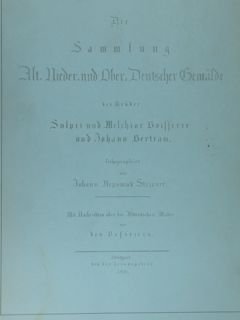 Die
Sammlung
Alt. Nieder. und Ober. Deutscher Gemälde
der Brüder
Sulpiz und Melchior Boisserée
und Johann Bertram,
lithographirt
von
Johann Nepomuk Strixner.
Mit Nachrichten über die Altdeutschen Maler
von
den Besitzern.
Stuttgart
bei den Herausgebern